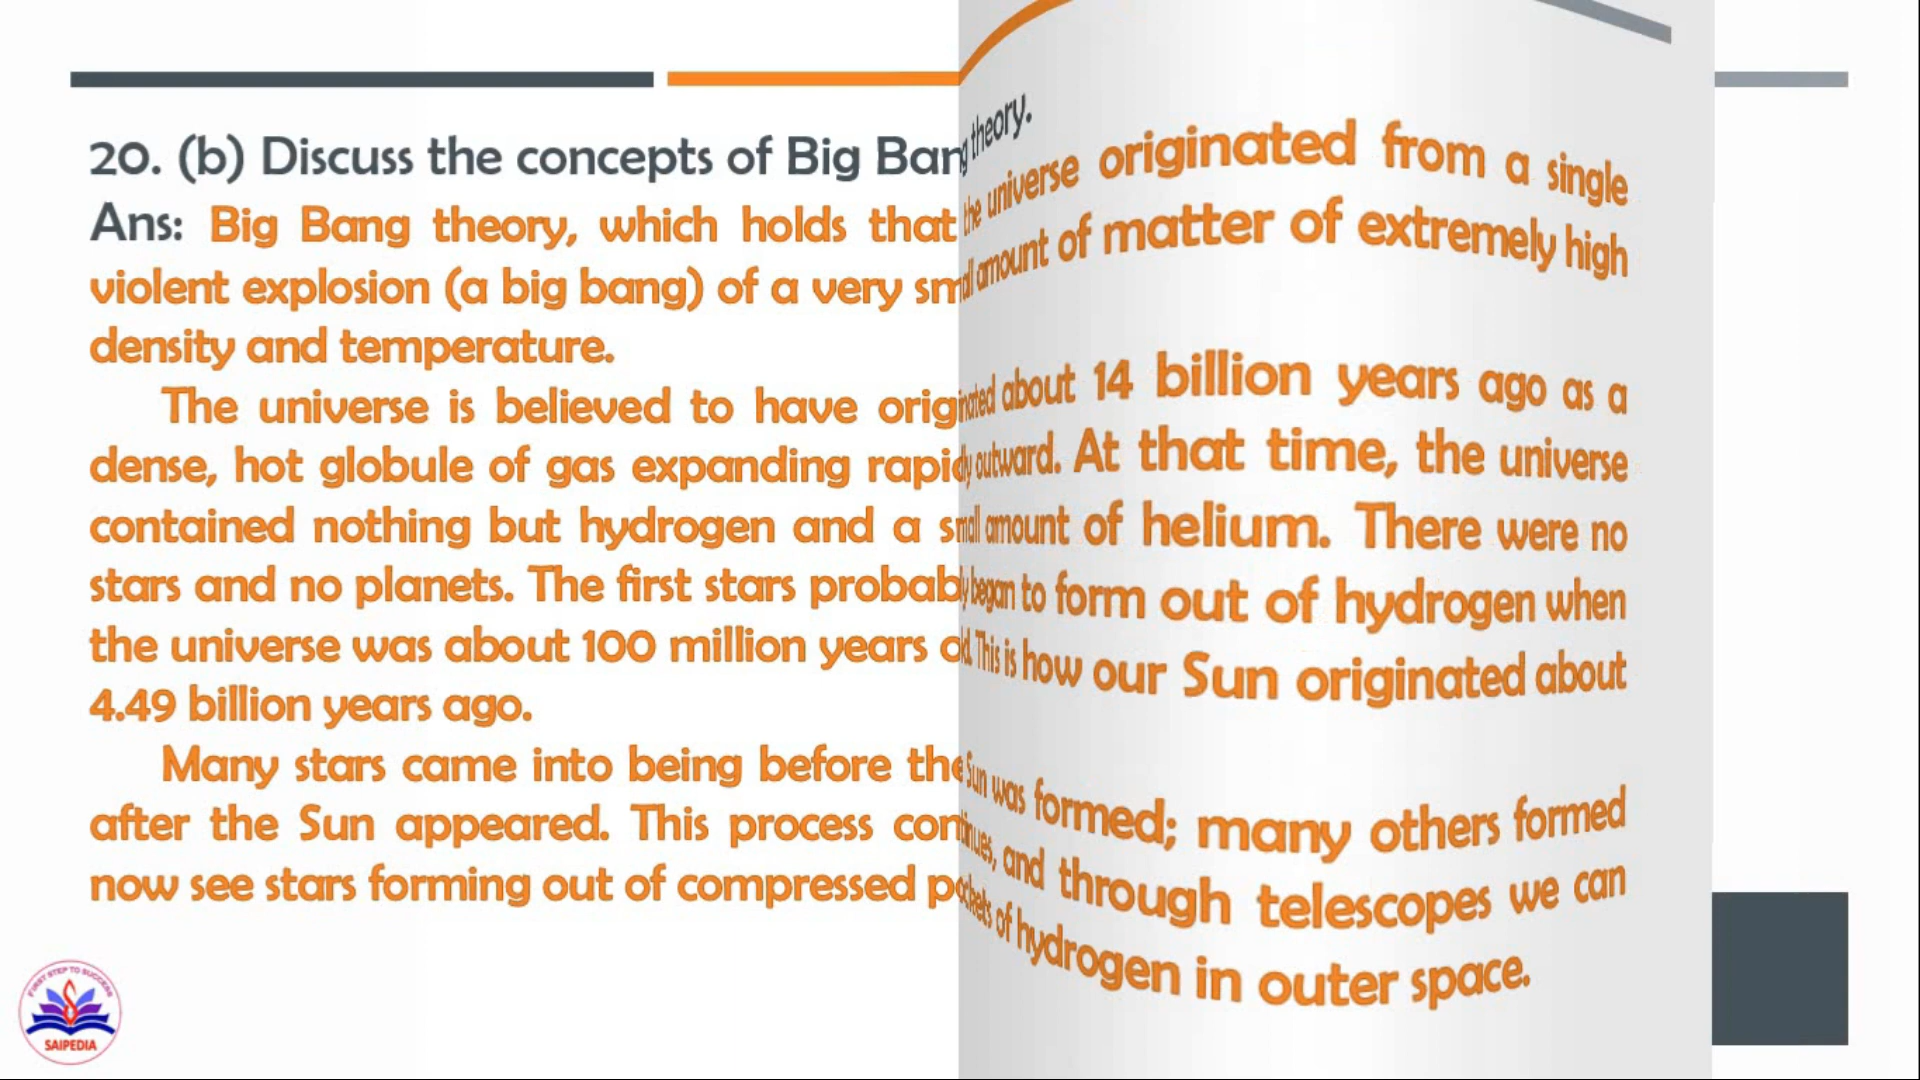 20. (b) Discuss the concepts of Big Bang theory.
Ans: Big Bang theory, which holds that the universe originated from a single
violent explosion (a big bang) of a very small amount of matter of extremely high
density and temperature.
The universe is believed to have originated about 14 billion years ago as a
dense, hot globule of gas expanding rapidly outward. At that time, the universe
contained nothing but hydrogen and a small amount of helium. There were no
stars and no planets. The first stars probably began to form out of hydrogen when
the universe was about 100 million years old. This is how our Sun originated about
4.49 billion years ago.
Many stars came into being before the Sun was formed; many others formed
after the Sun appeared. This process continues, and through telescopes we can
now see stars forming out of compressed pockets of hydrogen in outer space.
FIRST STEP TO SUCCESS
SAIPEDIA